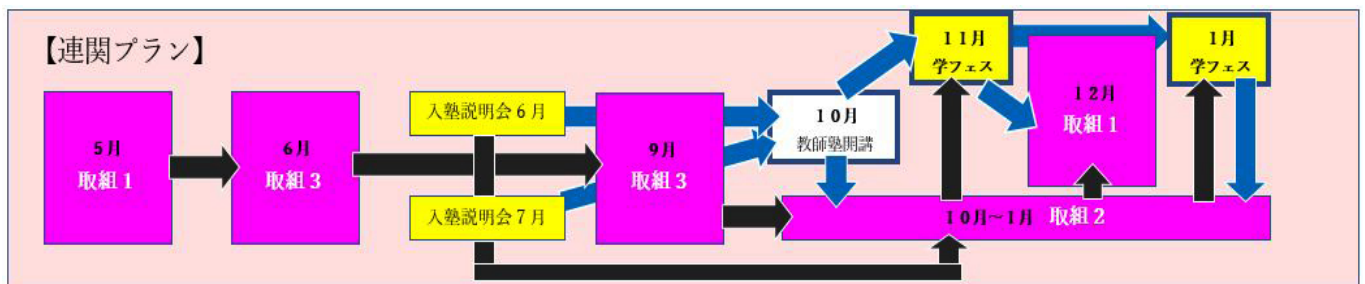 【連関プラン】
5月
取組1
6月
取組3
入塾説明会6月
入塾説明会7月
9月
取組3
10月
教師塾開講
11月
学フェス
12月
取組1
1月
学フェス
10月~1月 取組2